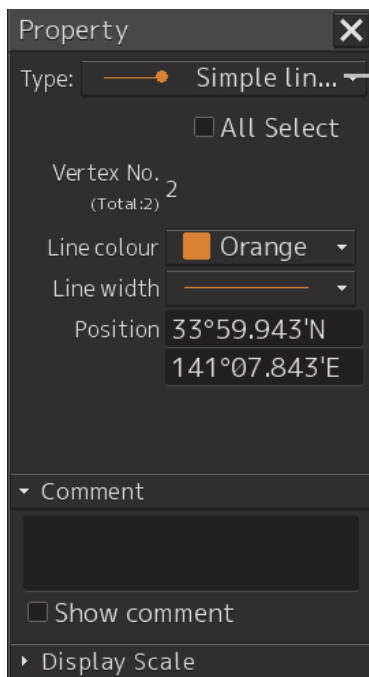 Property
Type: Simple lin...
All Select
Vertex No. 2
(Total:2)
Line colour Orange
Line width
Position 33°59.943'N
141°07.843'E
Comment
Show comment
Display Scale